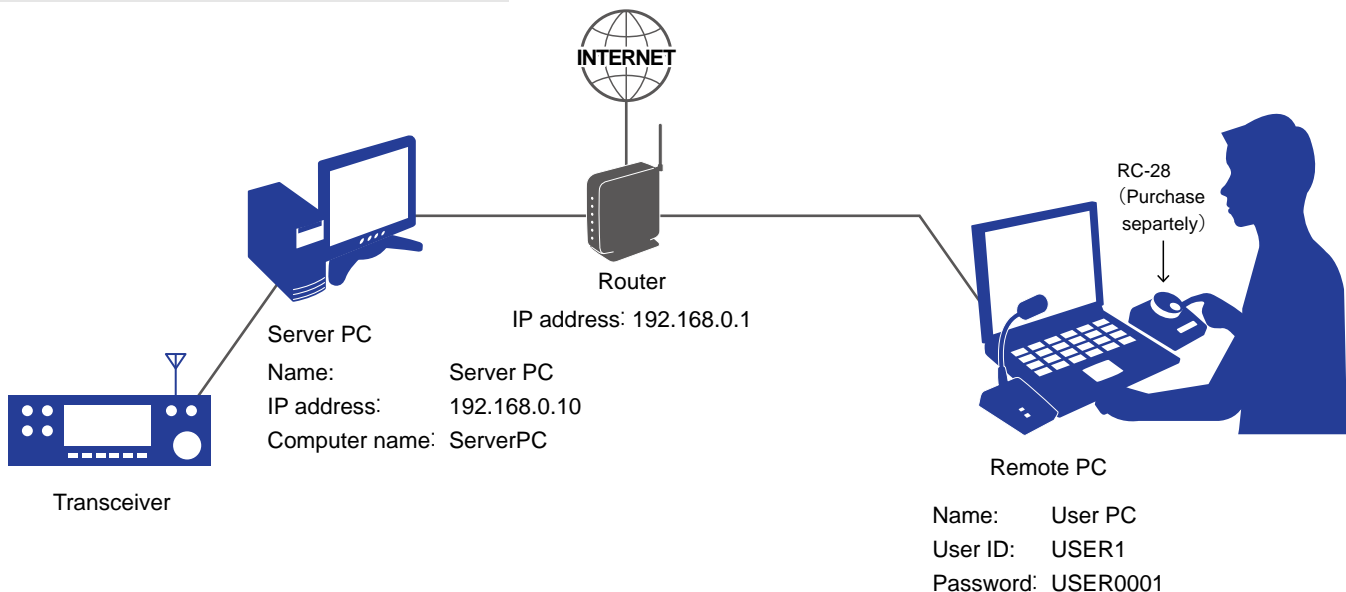 INTERNET
RC-28
（Purchase
separtely）
Router
IP address: 192.168.0.1
Server PC
Name: Server PC
IP address: 192.168.0.10
Computer name: ServerPC
Transceiver
Remote PC
Name: User PC
User ID: USER1
Password: USER0001